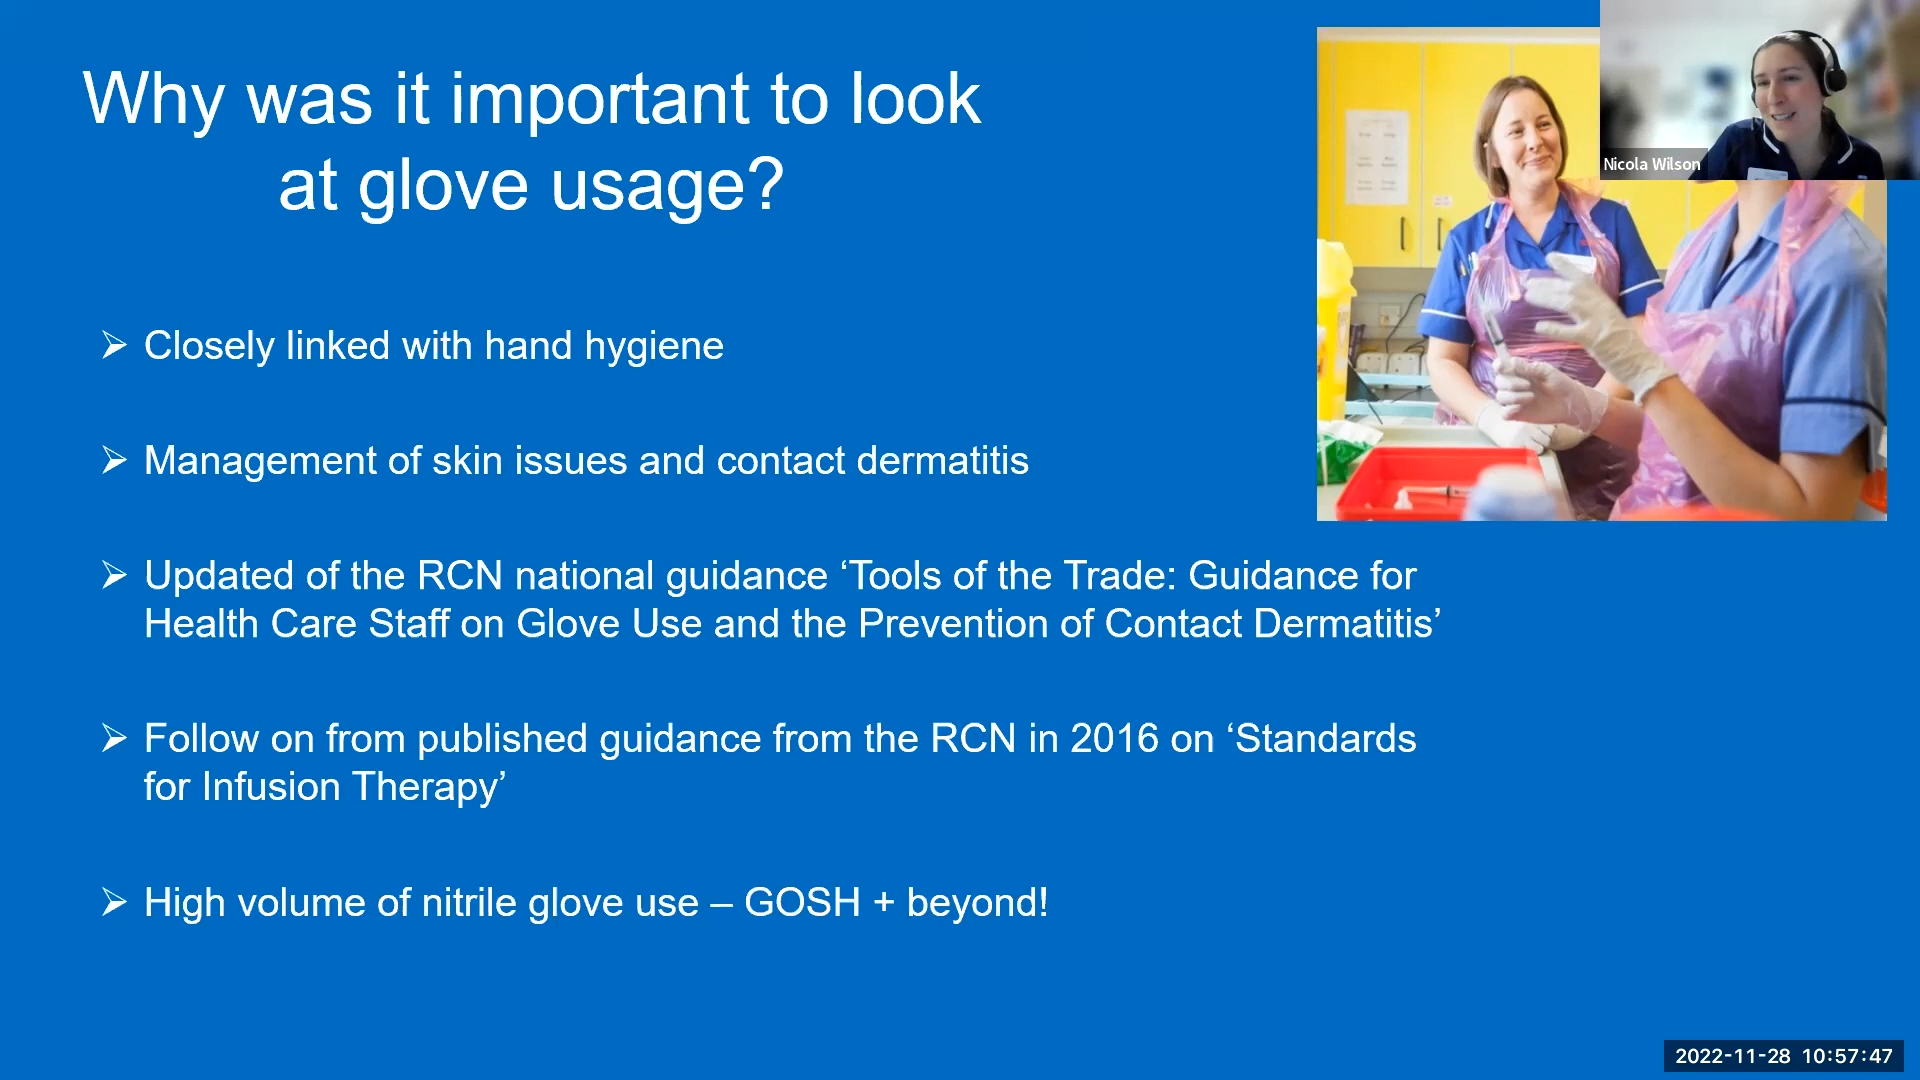 Why was it important to look
at glove usage?
Nicola Wilson
➢ Closely linked with hand hygiene
➢ Management of skin issues and contact dermatitis
➢ Updated of the RCN national guidance ‘Tools of the Trade: Guidance for
Health Care Staff on Glove Use and the Prevention of Contact Dermatitis’
➢ Follow on from published guidance from the RCN in 2016 on ‘Standards
for Infusion Therapy’
➢ High volume of nitrile glove use – GOSH + beyond!
2022-11-28 10:57:47